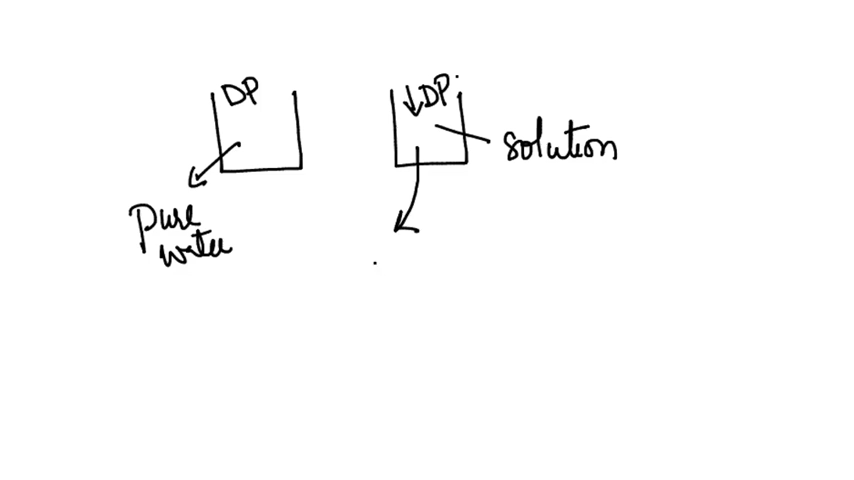 DP
↓DP
solution
Pure
water